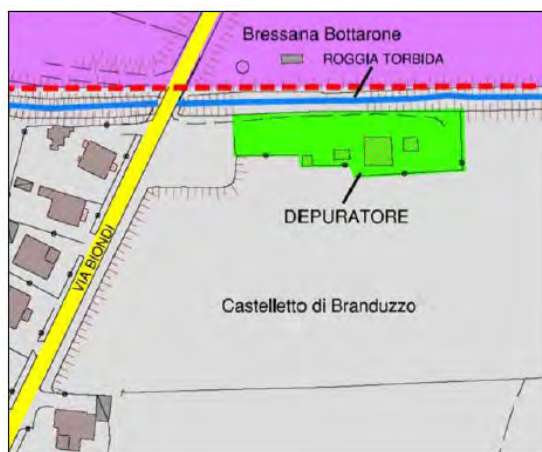 Bressana Bottarone
ROGGIA TORBIDA
DEPURATORE
VIA BIONDI
Castelletto di Branduzzo